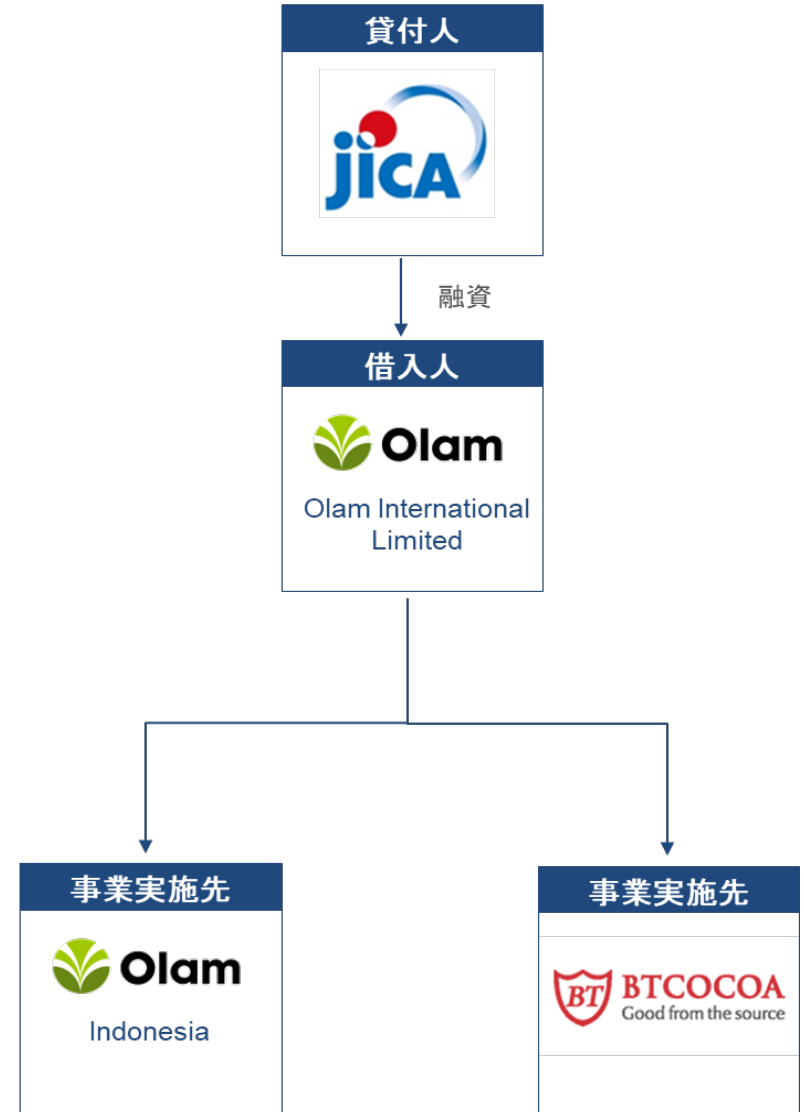 貸付人
jiCA
融資
借入人
Olam
Olam International
Limited
事業実施先
Olam
Indonesia
事業実施先
BT BTCOCOA
Good from the source